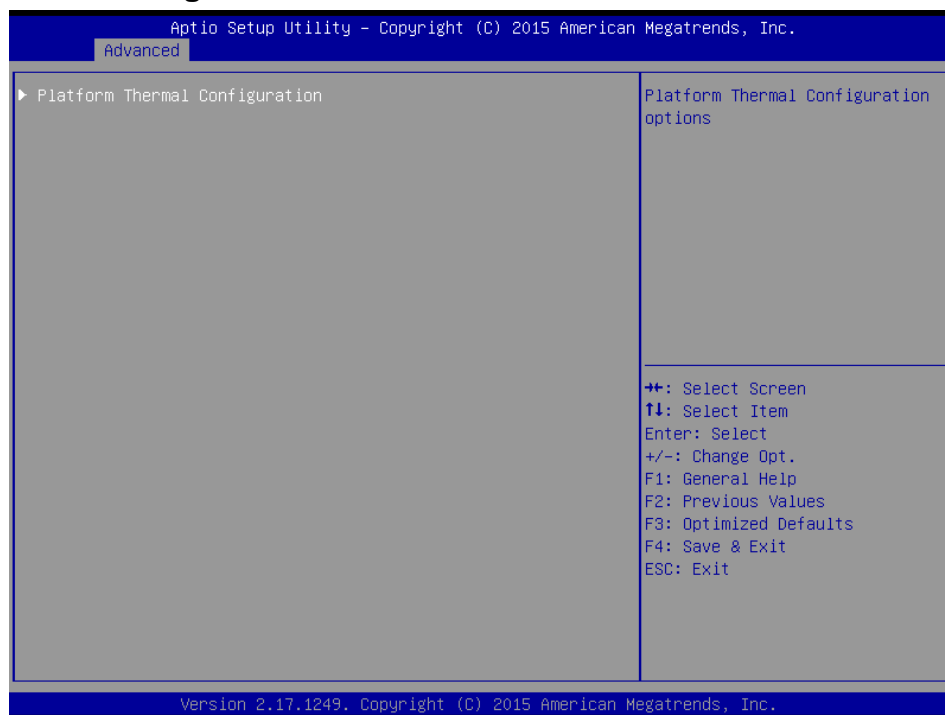 Aptio Setup Utility – Copyright (C) 2015 American Megatrends, Inc.
Advanced
▶ Platform Thermal Configuration
Platform Thermal Configuration
options
→←: Select Screen
↑↓: Select Item
Enter: Select
+/-: Change Opt.
F1: General Help
F2: Previous Values
F3: Optimized Defaults
F4: Save & Exit
ESC: Exit
Version 2.17.1249. Copyright (C) 2015 American Megatrends, Inc.